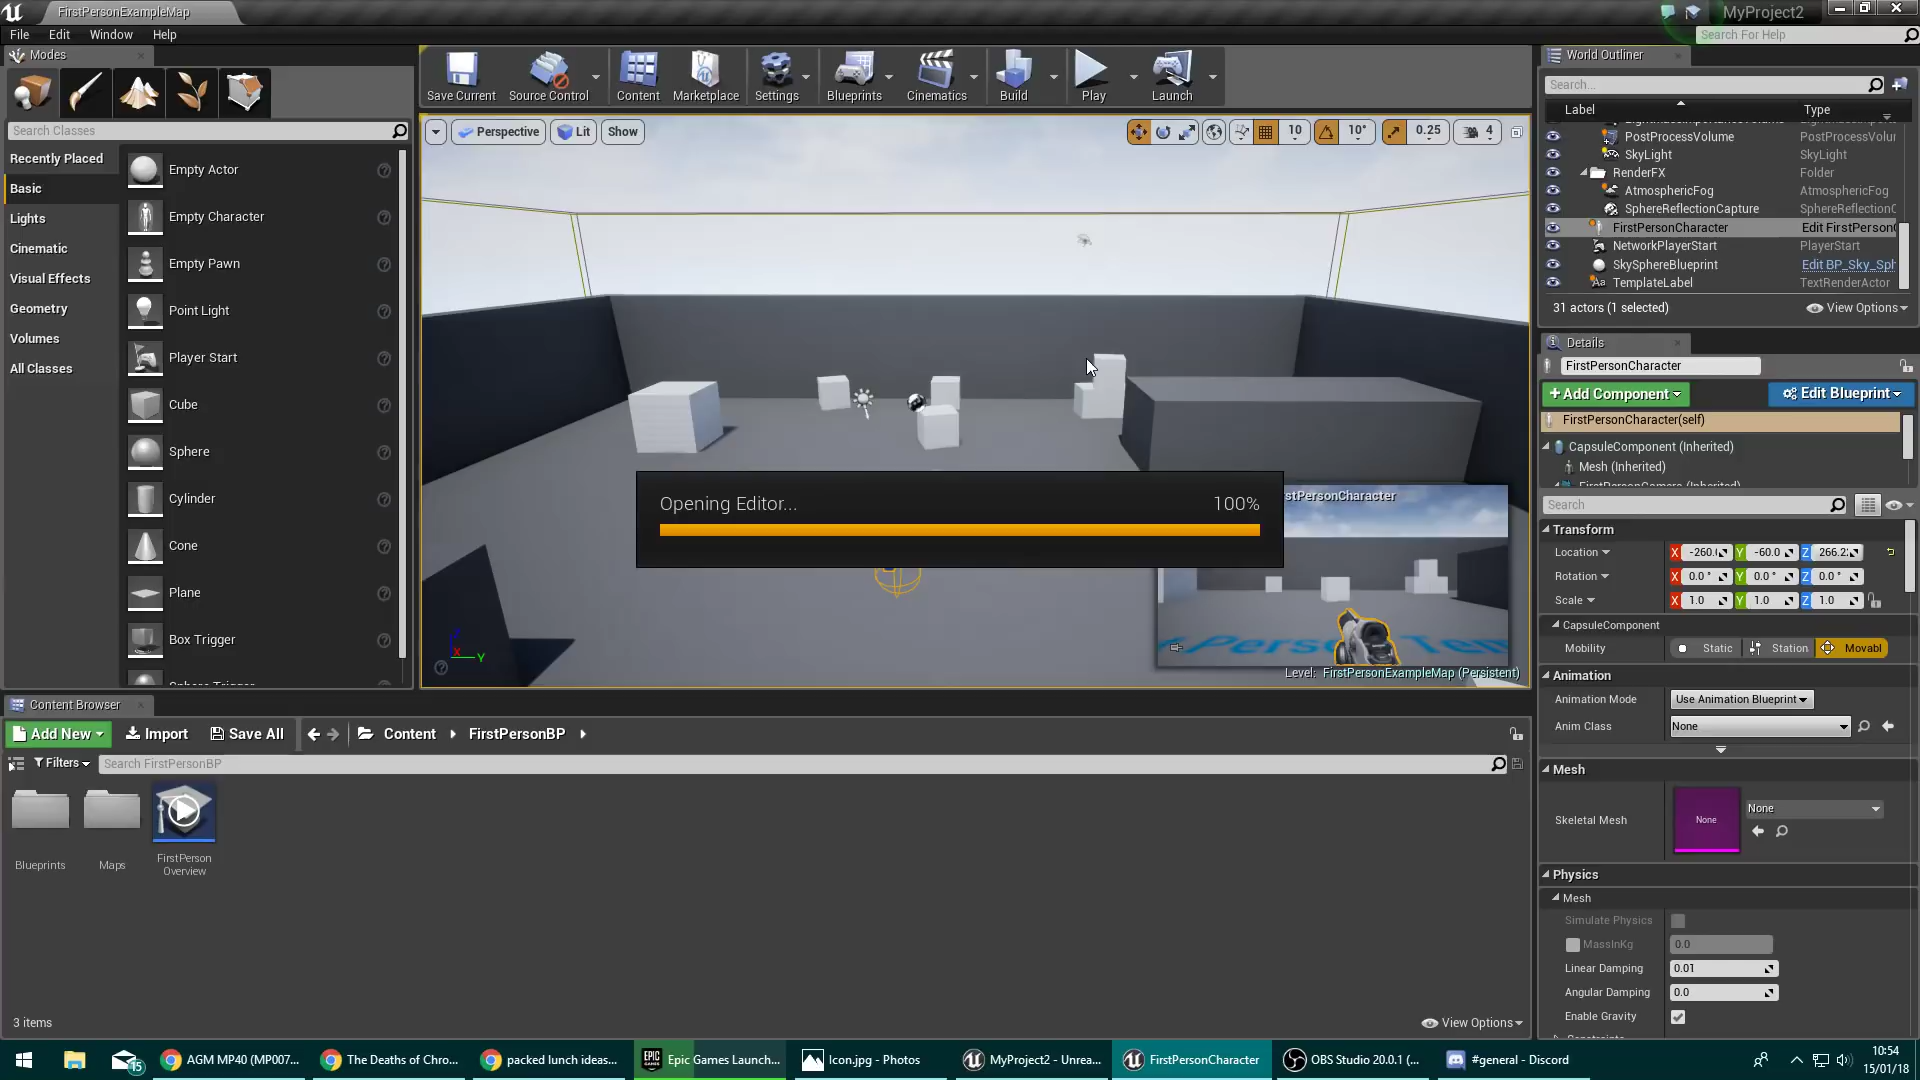 FirstPersonExampleMap
MyProject2
File Edit Window Help
Search For Help
Modes
Search Classes
Recently Placed
Basic
Lights
Cinematic
Visual Effects
Geometry
Volumes
All Classes
Empty Actor
Empty Character
Empty Pawn
Point Light
Player Start
Cube
Sphere
Cylinder
Cone
Plane
Box Trigger
Save Current
Source Control
Content
Marketplace
Settings
Blueprints
Cinematics
Build
Play
Launch
Perspective
Lit
Show
10
10°
0.25
4
Opening Editor...
100%
stPersonCharacter
X
Y
Level: FirstPersonExampleMap (Persistent)
World Outliner
Search...
Label
Type
PostProcessVolume PostProcessVolur
SkyLight SkyLight
RenderFX Folder
AtmosphericFog AtmosphericFog
SphereReflectionCapture SphereReflectionC
FirstPersonCharacter Edit FirstPersonC
NetworkPlayerStart PlayerStart
SkySphereBlueprint Edit BP_Sky_Sph
TemplateLabel TextRenderActor
31 actors (1 selected)
View Options
Details
FirstPersonCharacter
+Add Component
Edit Blueprint
FirstPersonCharacter(self)
CapsuleComponent (Inherited)
Mesh (Inherited)
Search
Transform
Location X -260.( Y -60.0 Z 266.2
Rotation X 0.0 ° Y 0.0 ° Z 0.0 °
Scale X 1.0 Y 1.0 Z 1.0
CapsuleComponent
Mobility Static Station Movabl
Animation
Animation Mode Use Animation Blueprint
Anim Class None
Mesh
Skeletal Mesh None None
Physics
Mesh
Simulate Physics
MassInKg 0.0
Linear Damping 0.01
Angular Damping 0.0
Enable Gravity
Content Browser
Add New Import Save All Content FirstPersonBP
Filters
Search FirstPersonBP
Blueprints
Maps
FirstPerson
Overview
3 items
View Options
15
AGM MP40 (MP007...
The Deaths of Chro...
packed lunch ideas...
EPIC GAMES
Epic Games Launch...
Icon.jpg - Photos
MyProject2 - Unrea...
FirstPersonCharacter
OBS Studio 20.0.1 (...
#general - Discord
10:54
15/01/18